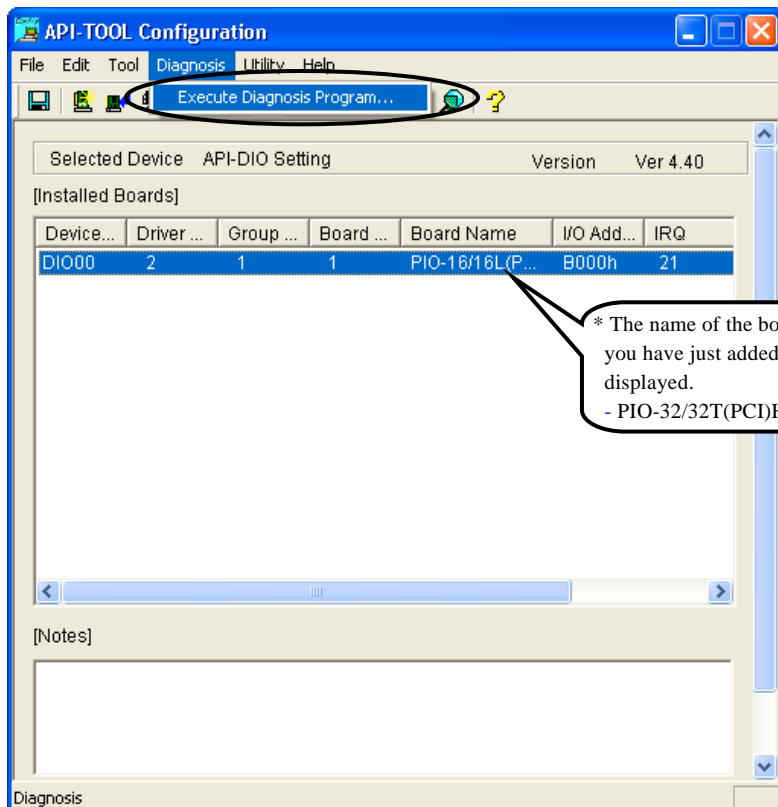 API-TOOL Configuration
File Edit Tool Diagnosis Utility Help
Execute Diagnosis Program...
Selected Device API-DIO Setting Version Ver 4.40
[Installed Boards]
Device... Driver ... Group ... Board ... Board Name I/O Add... IRQ
DIO00 2 1 1 PIO-16/16L(P... B000h 21
* The name of the bo
you have just added
displayed.
- PIO-32/32T(PCI)H
[Notes]
Diagnosis